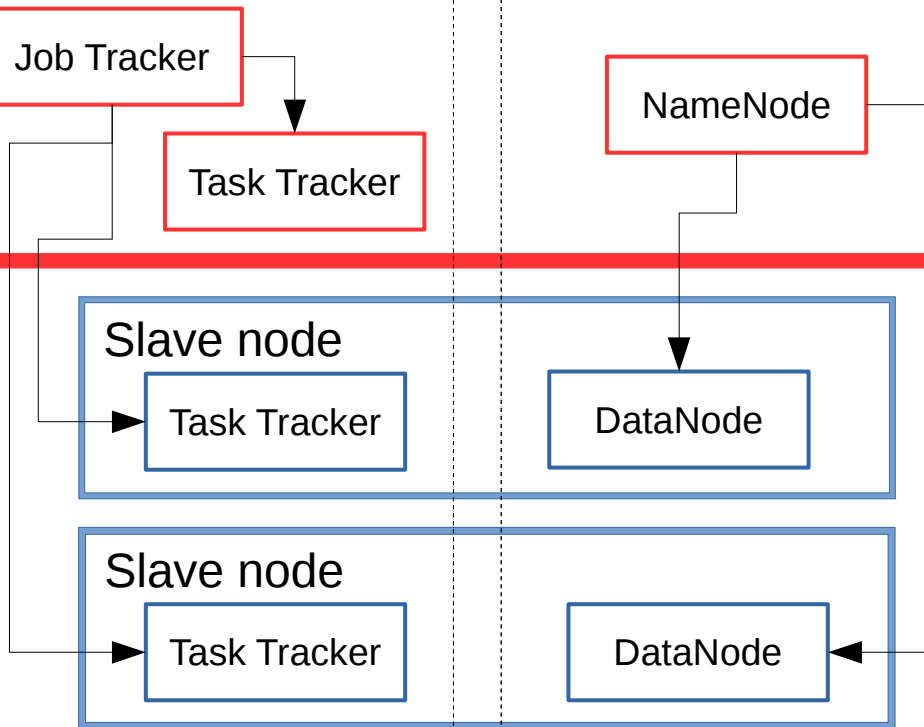 Job Tracker
NameNode
Task Tracker
Slave node
Task Tracker
DataNode
Slave node
Task Tracker
DataNode